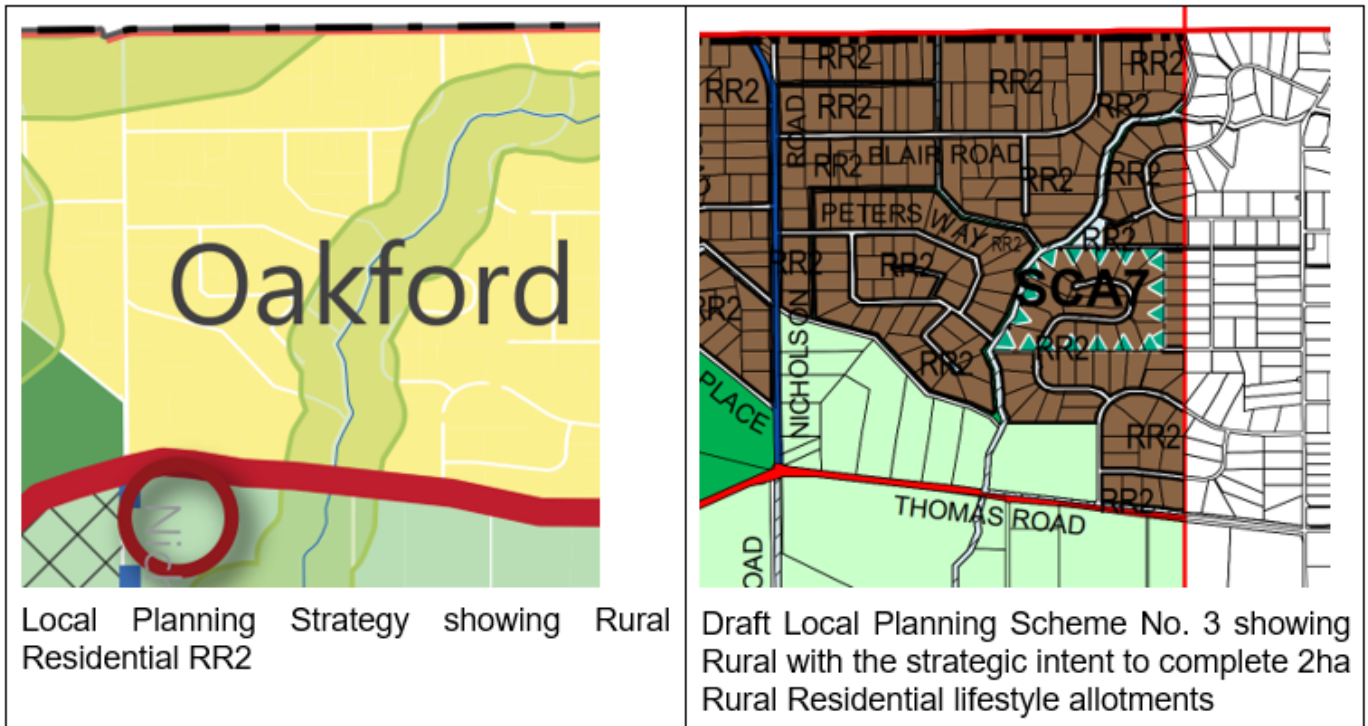 Oakford
Nic
Local Planning Strategy showing Rural
Residential RR2
RR2
RR2
RR2
RR2
RR2
RR2
ROAD
BLAIR ROAD
RR2
RR2
RR2
PETERS WAY
RR2
RR2
RR2
RR2
SCA7
RR2
RR2
RR2
NICHOLSON
PLACE
RR2
RR2
THOMAS ROAD
OAD
Draft Local Planning Scheme No. 3 showing
Rural with the strategic intent to complete 2ha
Rural Residential lifestyle allotments